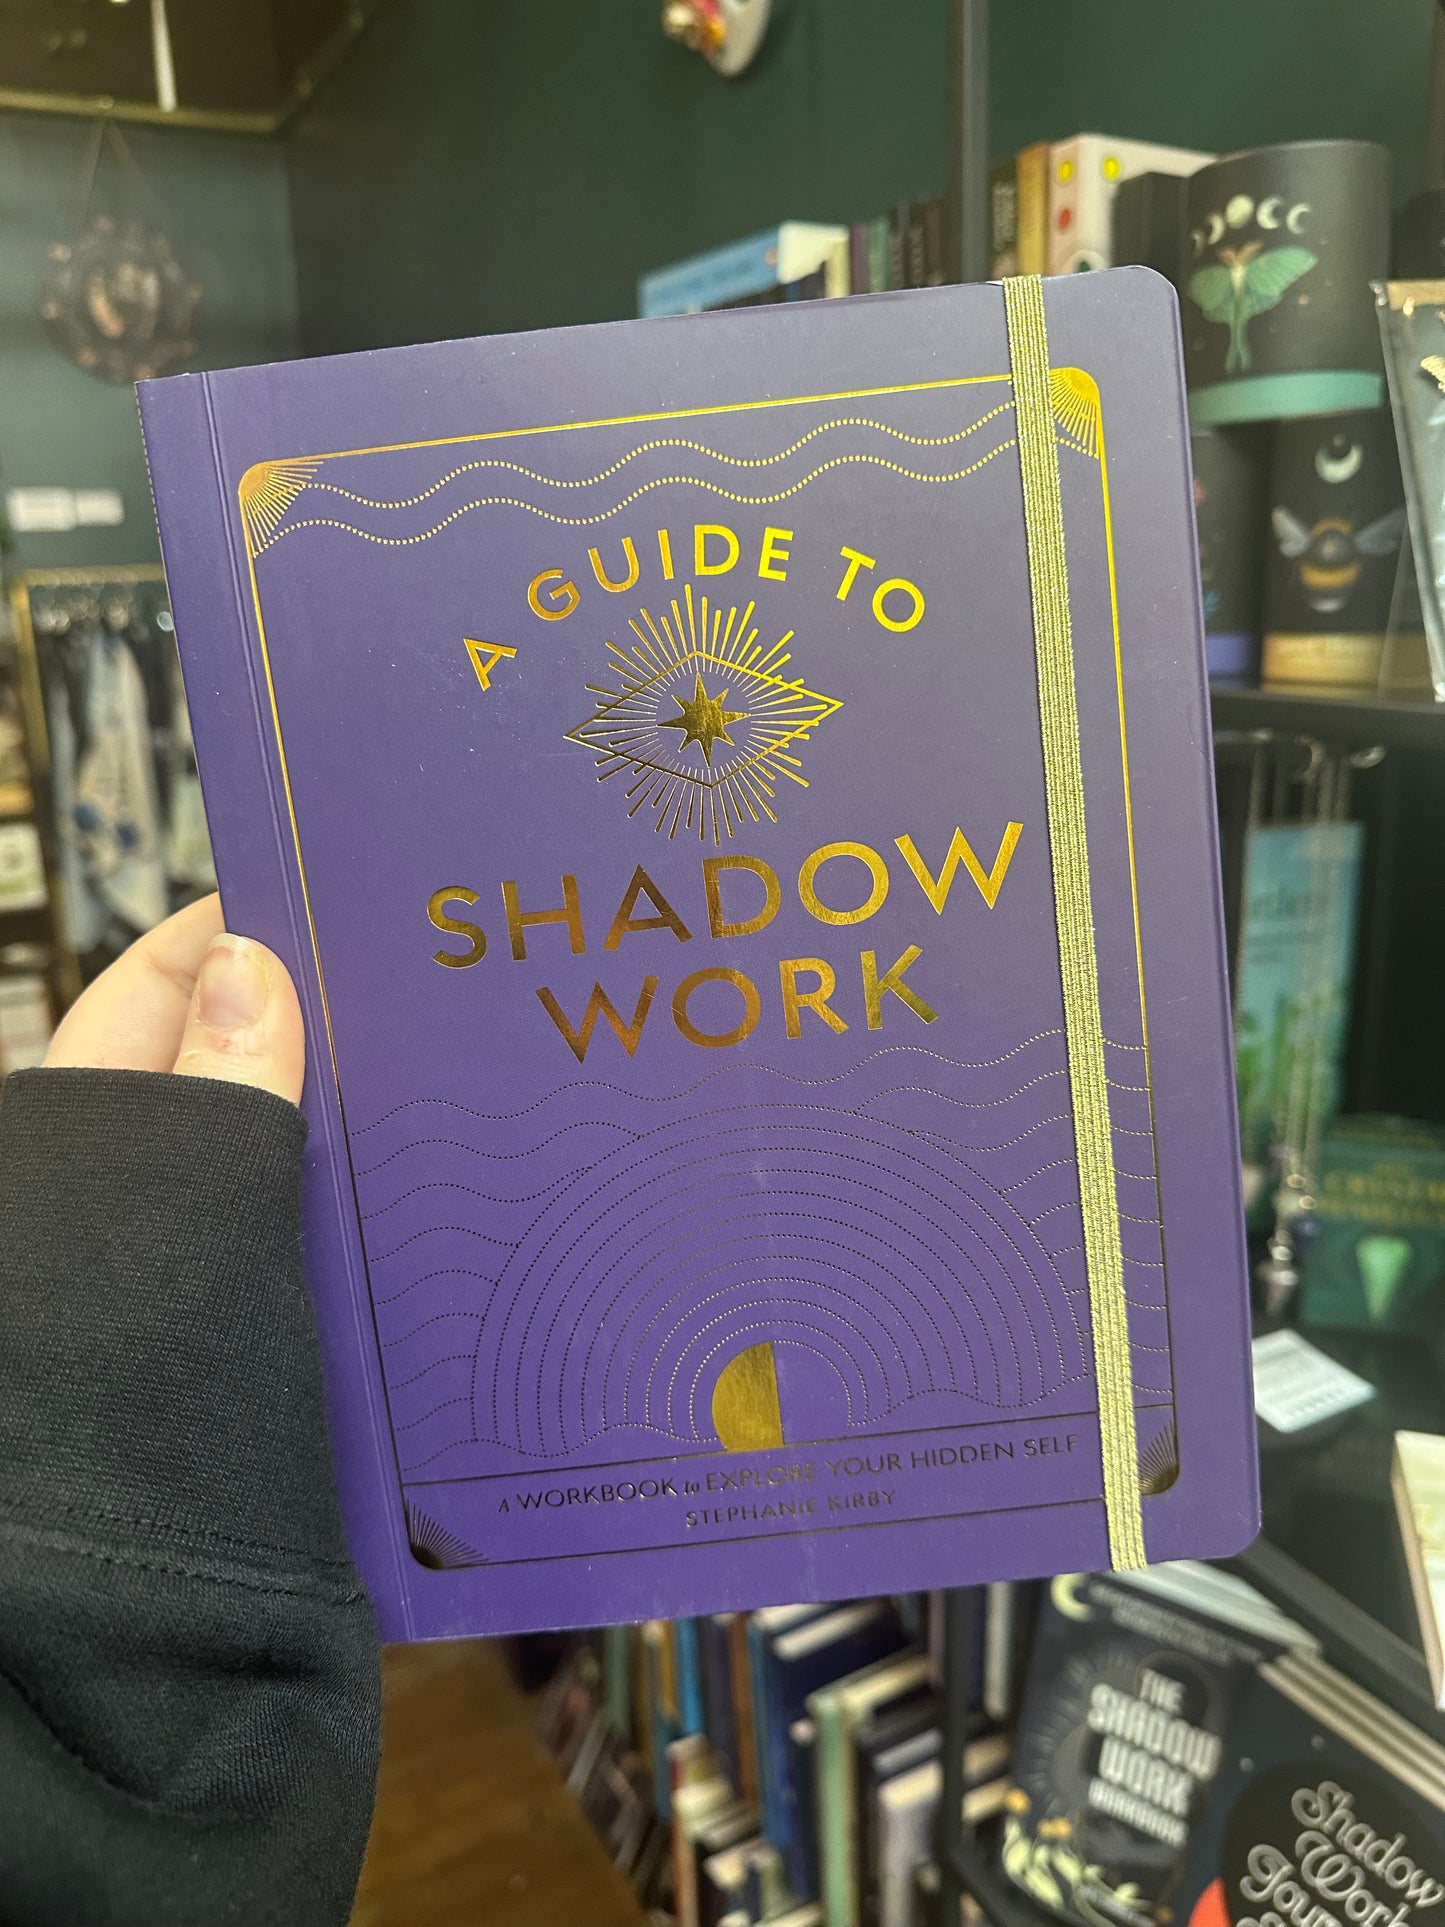 A GUIDE TO
SHADOW
WORK
A WORKBOOK to EXPLORE YOUR HIDDEN SELF
STEPHANIE KIRBY
THE
SHADOW
WORK
WORKBOOK
Shadow
Work